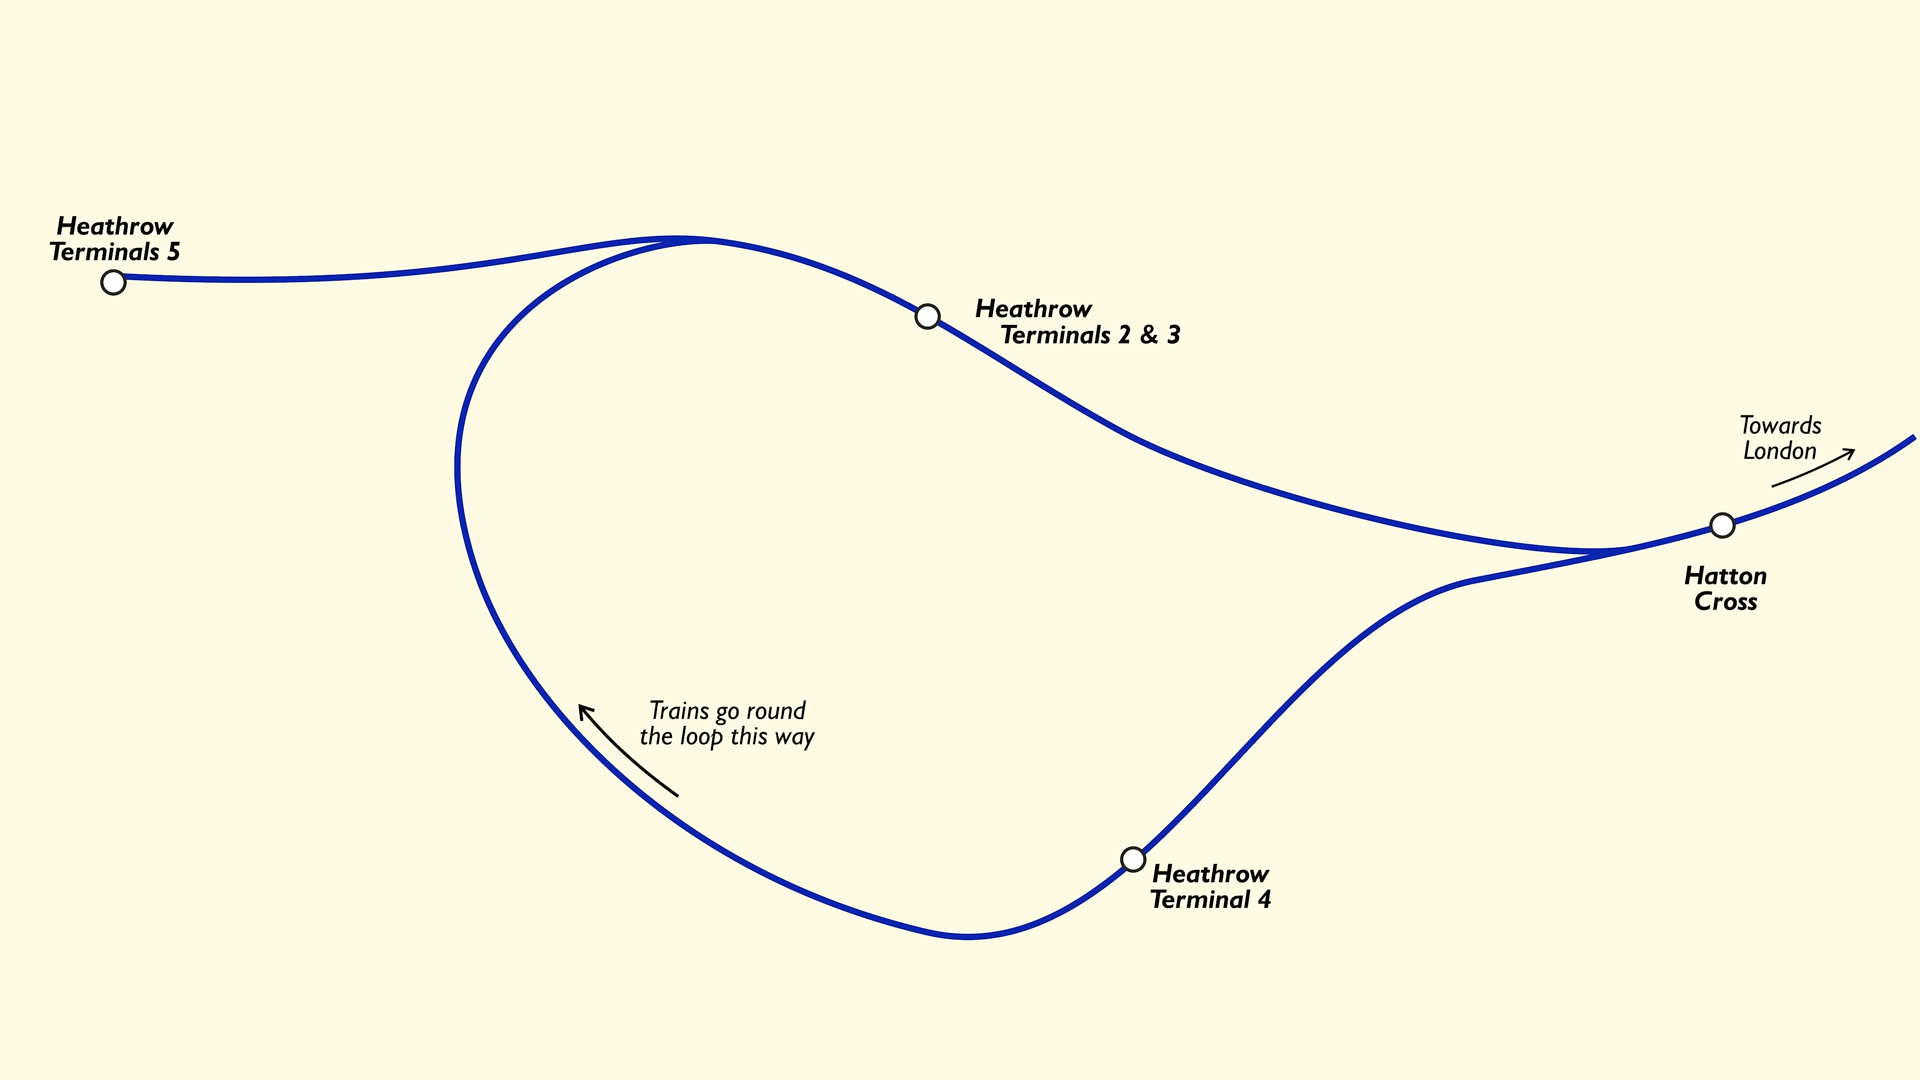 Heathrow
Terminals 5
Heathrow
Terminals 2 & 3
Towards
London
Hatton
Cross
Trains go round
the loop this way
Heathrow
Terminal 4